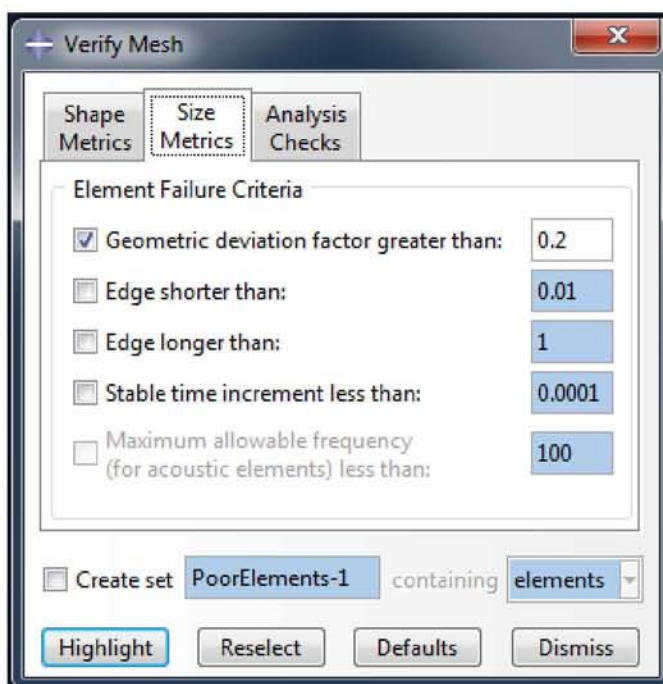 Verify Mesh
Shape Metrics
Size Metrics
Analysis Checks
Element Failure Criteria
Geometric deviation factor greater than: 0.2
Edge shorter than: 0.01
Edge longer than: 1
Stable time increment less than: 0.0001
Maximum allowable frequency
(for acoustic elements) less than: 100
Create set PoorElements-1 containing elements
Highlight Reselect Defaults Dismiss